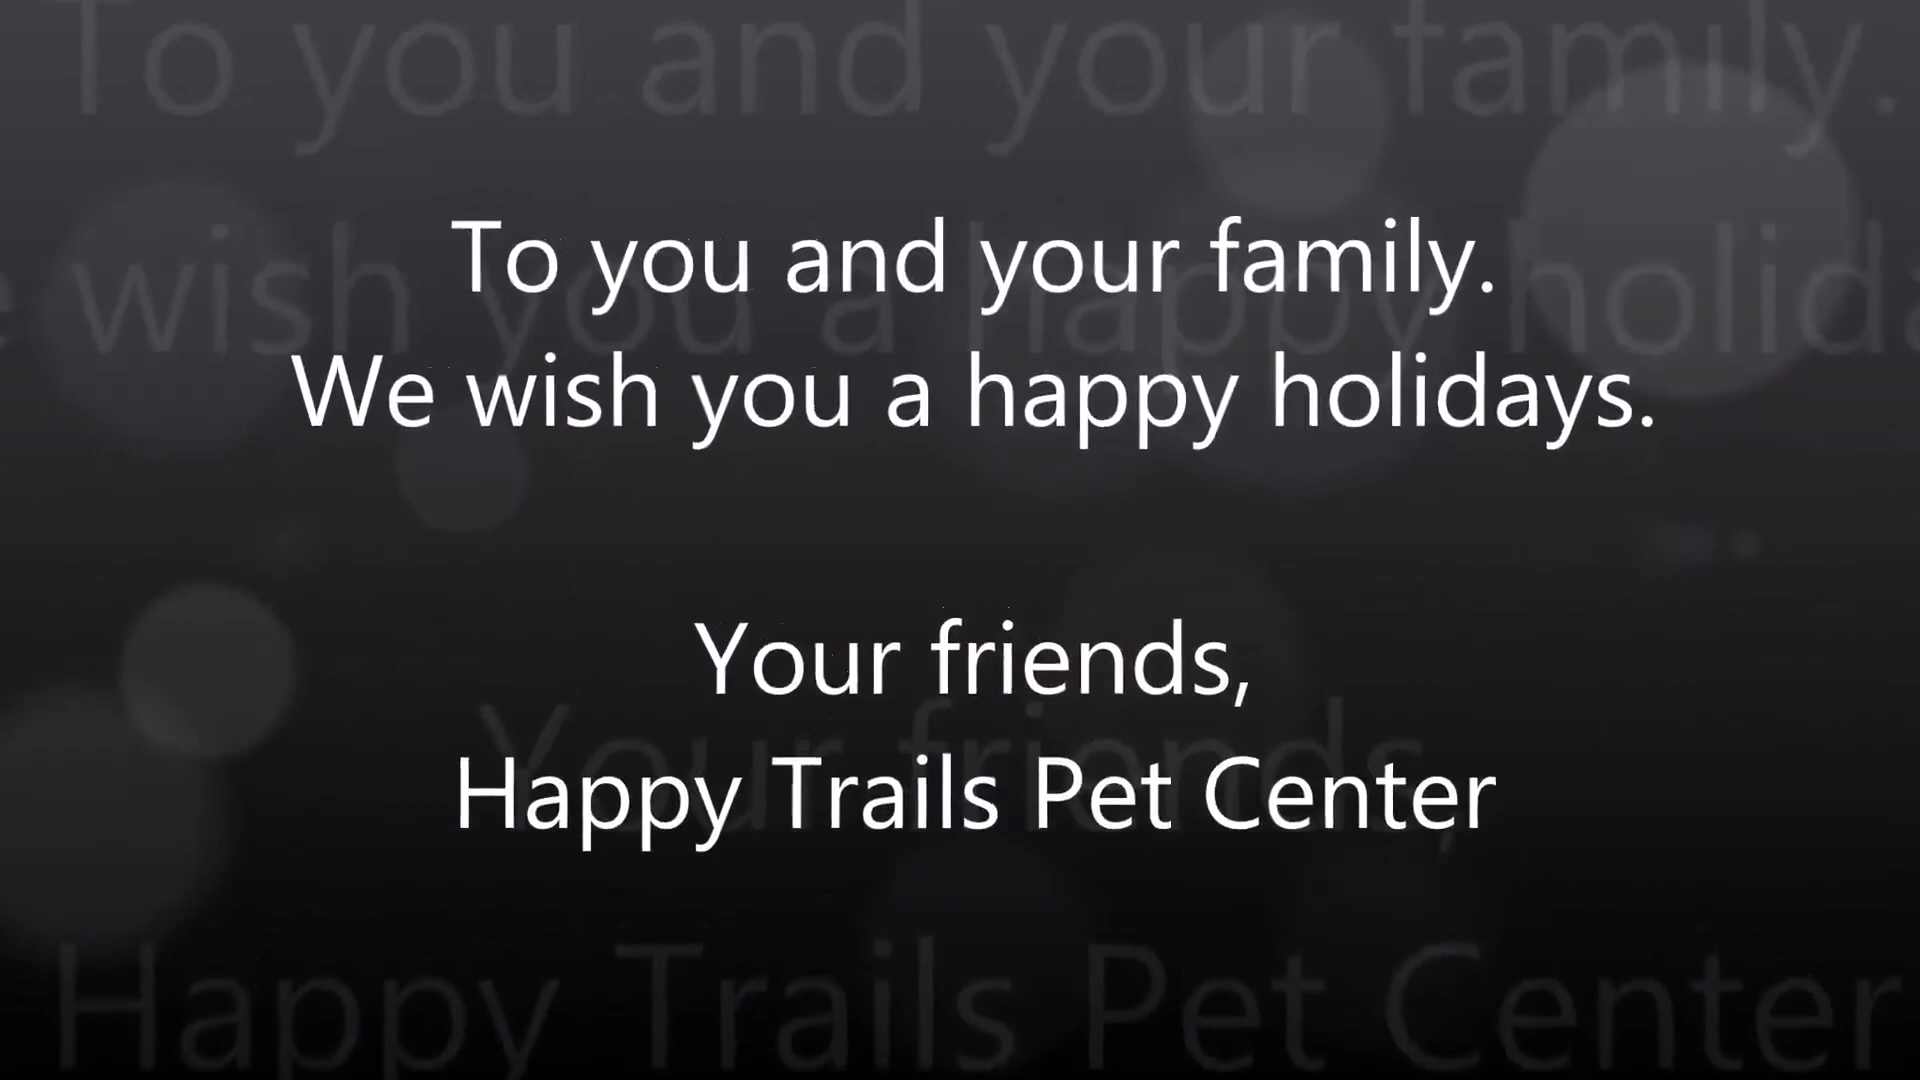 To you and your family.
We wish you a happy holidays.
Your friends,
Happy Trails Pet Center